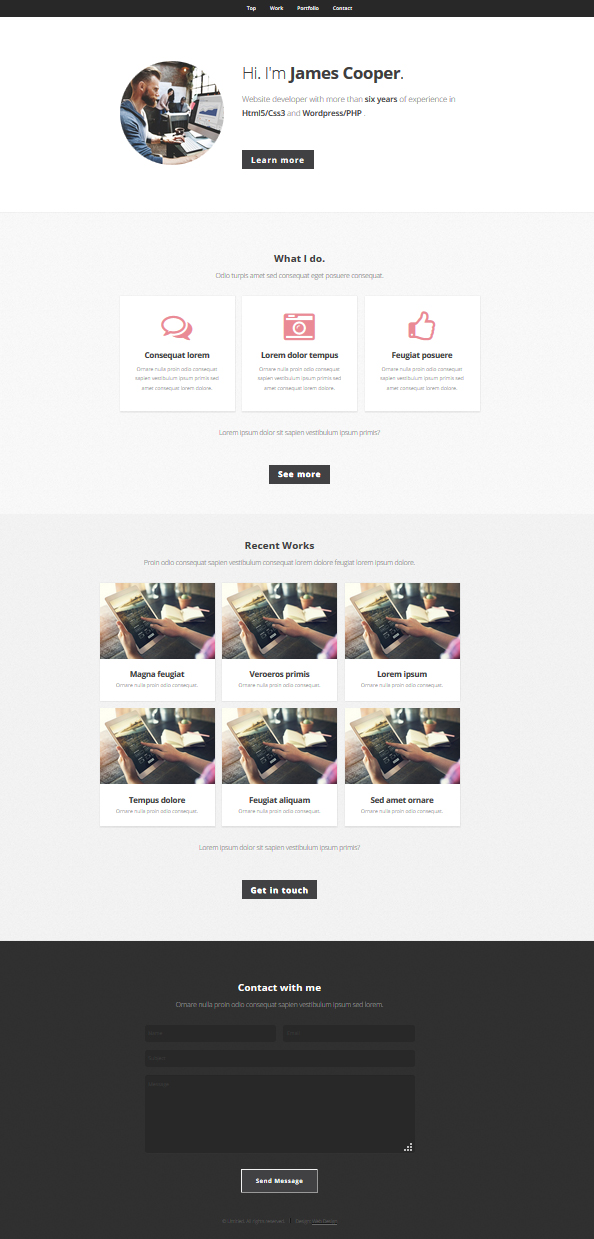 Top Work Portfolio Contact
Hi. I'm James Cooper.
Website developer with more than six years of experience in
Html5/Css3 and Wordpress/PHP .
Learn more
What I do.
Odio turpis amet sed consequat eget posuere consequat.
Consequat lorem
Ornare nulla proin odio consequat
sapien vestibulum ipsum primis sed
amet consequat lorem dolore.
Lorem dolor tempus
Ornare nulla proin odio consequat
sapien vestibulum ipsum primis sed
amet consequat lorem dolore.
Feugiat posuere
Ornare nulla proin odio consequat
sapien vestibulum ipsum primis sed
amet consequat lorem dolore.
Lorem ipsum dolor sit sapien vestibulum ipsum primis?
See more
Recent Works
Proin odio consequat sapien vestibulum consequat lorem dolore feugiat lorem ipsum dolore.
Magna feugiat
Ornare nulla proin odio consequat.
Veroeros primis
Ornare nulla proin odio consequat.
Lorem ipsum
Ornare nulla proin odio consequat.
Tempus dolore
Ornare nulla proin odio consequat.
Feugiat aliquam
Ornare nulla proin odio consequat.
Sed amet ornare
Ornare nulla proin odio consequat.
Lorem ipsum dolor sit sapien vestibulum ipsum primis?
Get in touch
Contact with me
Ornare nulla proin odio consequat sapien vestibulum ipsum sed lorem.
Name
Message
Send Message
All rights reserved.